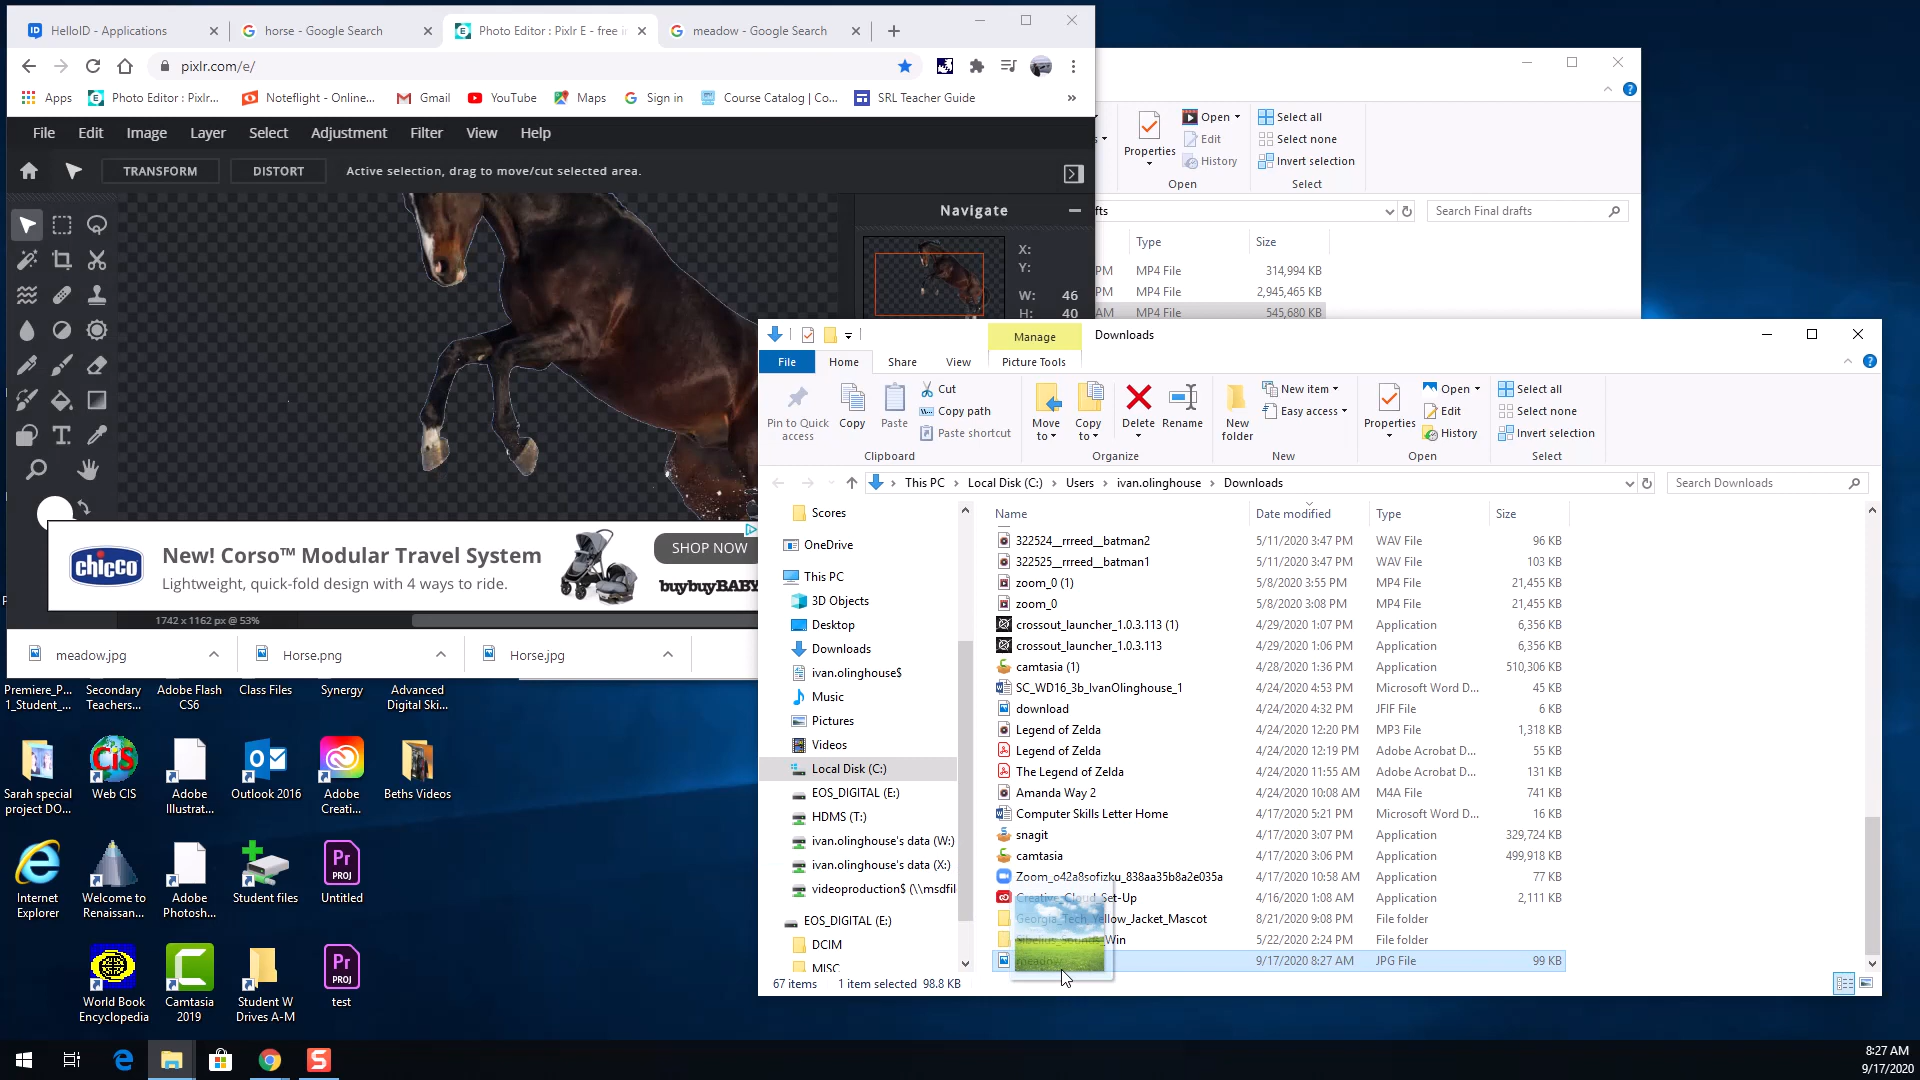 HelloID - Applications
horse - Google Search
Photo Editor : Pixlr E - free i
meadow - Google Search
pixlr.com/e/
Apps
Photo Editor : Pixlr...
Noteflight - Online...
Gmail
YouTube
Maps
Sign in
Course Catalog | Co...
SRL Teacher Guide
»
File Edit Image Layer Select Adjustment Filter View Help
TRANSFORM
DISTORT
Active selection, drag to move/cut selected area.
Navigate
X:
Y:
W: 46
H: 40
chicco
New! Corso™ Modular Travel System
Lightweight, quick-fold design with 4 ways to ride.
SHOP NOW
buybuyBABY
1742 x 1162 px @ 53%
meadow.jpg
Horse.png
Horse.jpg
Properties
Open
Edit
History
Open
Select all
Select none
Invert selection
Select
fts
Search Final drafts
Type Size
PM MP4 File 314,994 KB
PM MP4 File 2,945,465 KB
AM MP4 File 545,680 KB
Manage
Downloads
File Home Share View Picture Tools
Pin to Quick access
Copy
Paste
Cut
Copy path
Paste shortcut
Clipboard
Move to
Copy to
Delete
Rename
Organize
New folder
New item
Easy access
New
Properties
Open
Edit
History
Open
Select all
Select none
Invert selection
Select
This PC > Local Disk (C:) > Users > ivan.olinghouse > Downloads
Search Downloads
Scores
OneDrive
This PC
3D Objects
Desktop
Downloads
ivan.olinghouse$
Music
Pictures
Videos
Local Disk (C:)
EOS_DIGITAL (E:)
HDMS (T:)
ivan.olinghouse's data (W:)
ivan.olinghouse's data (X:)
videoproduction$ (\\msdfil
EOS_DIGITAL (E:)
DCIM
MISC
Name Date modified Type Size
322524__rrreed__batman2 5/11/2020 3:47 PM WAV File 96 KB
322525__rrreed__batman1 5/11/2020 3:47 PM WAV File 103 KB
zoom_0 (1) 5/8/2020 3:55 PM MP4 File 21,455 KB
zoom_0 5/8/2020 3:08 PM MP4 File 21,455 KB
crossout_launcher_1.0.3.113 (1) 4/29/2020 1:07 PM Application 6,356 KB
crossout_launcher_1.0.3.113 4/29/2020 1:06 PM Application 6,356 KB
camtasia (1) 4/28/2020 1:36 PM Application 510,306 KB
SC_WD16_3b_IvanOlinghouse_1 4/24/2020 4:53 PM Microsoft Word D... 45 KB
download 4/24/2020 4:32 PM JFIF File 6 KB
Legend of Zelda 4/24/2020 12:20 PM MP3 File 1,318 KB
Legend of Zelda 4/24/2020 12:19 PM Adobe Acrobat D... 55 KB
The Legend of Zelda 4/24/2020 11:55 AM Adobe Acrobat D... 131 KB
Amanda Way 2 4/24/2020 10:08 AM M4A File 741 KB
Computer Skills Letter Home 4/17/2020 5:21 PM Microsoft Word D... 16 KB
snagit 4/17/2020 3:07 PM Application 329,724 KB
camtasia 4/17/2020 3:06 PM Application 499,918 KB
Zoom_o42a8sofizku_838aa35b8a2e035a 4/17/2020 10:58 AM Application 77 KB
Creative_Cloud_Set-Up 4/16/2020 1:08 AM Application 2,111 KB
Georgia_Tech_Yellow_Jacket_Mascot 8/21/2020 9:08 PM File folder
Win 5/22/2020 2:24 PM File folder
meadow 9/17/2020 8:27 AM JPG File 99 KB
67 items 1 item selected 98.8 KB
Premiere_P...
1_Student_...
Secondary
Teachers...
Adobe Flash
CS6
Class Files
Synergy
Advanced
Digital Ski...
Sarah special
project DO...
Web CIS
Adobe
Illustrat...
Outlook 2016
Adobe
Creati...
Beths Videos
Internet
Explorer
Welcome to
Renaissan...
Adobe
Photosh...
Student files
Untitled
World Book
Encyclopedia
Camtasia
2019
Student W
Drives A-M
test
8:27 AM
9/17/2020